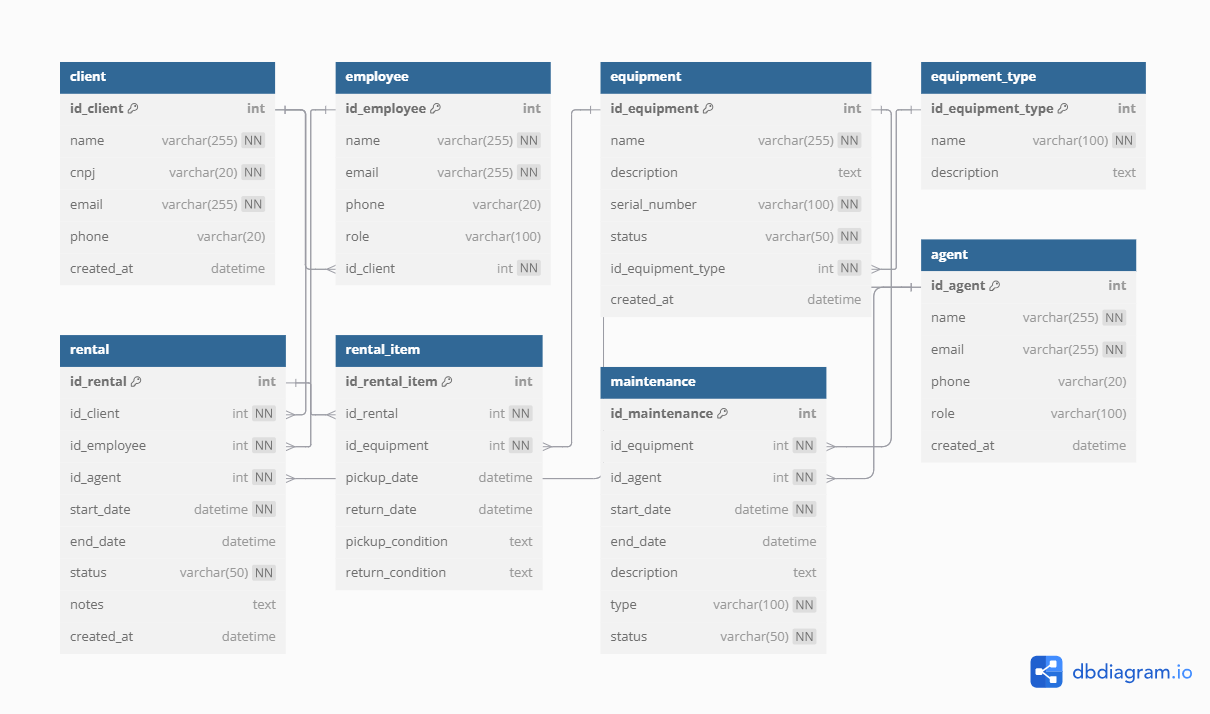 client
id_client int
name varchar(255) NN
cnpj varchar(20) NN
email varchar(255) NN
phone varchar(20)
created_at datetime
employee
id_employee int
name varchar(255) NN
email varchar(255) NN
phone varchar(20)
role varchar(100)
id_client int NN
equipment
id_equipment int
name varchar(255) NN
description text
serial_number varchar(100) NN
status varchar(50) NN
id_equipment_type int NN
created_at datetime
equipment_type
id_equipment_type int
name varchar(100) NN
description text
agent
id_agent int
name varchar(255) NN
email varchar(255) NN
phone varchar(20)
role varchar(100)
created_at datetime
rental
id_rental int
id_client int NN
id_employee int NN
id_agent int NN
start_date datetime NN
end_date datetime
status varchar(50) NN
notes text
created_at datetime
rental_item
id_rental_item int
id_rental int NN
id_equipment int NN
pickup_date datetime
return_date datetime
pickup_condition text
return_condition text
maintenance
id_maintenance int
id_equipment int NN
id_agent int NN
start_date datetime NN
end_date datetime
description text
type varchar(100) NN
status varchar(50) NN
dbdiagram.io